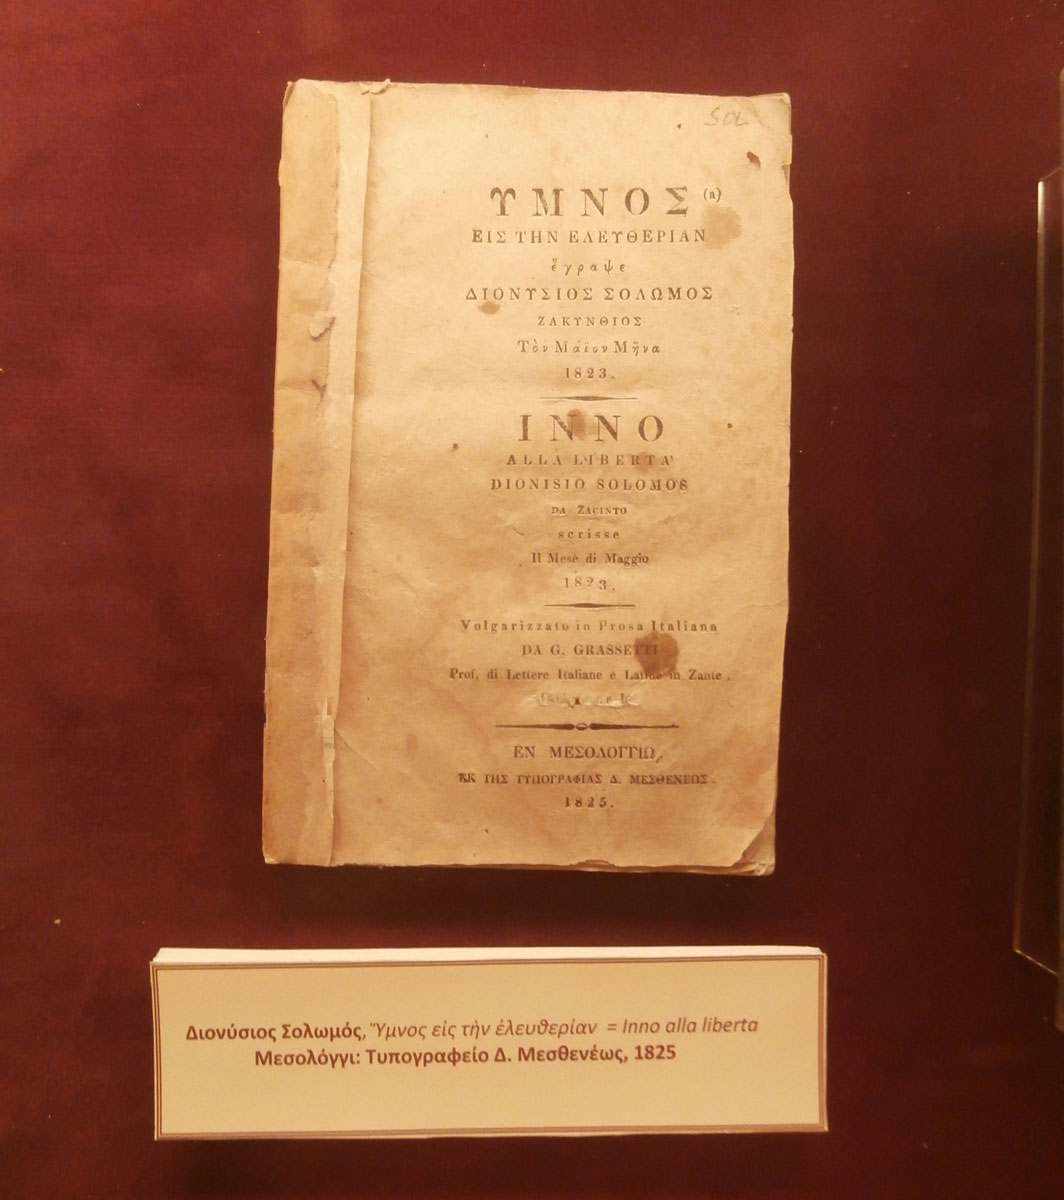 SOL
ΥΜΝΟΣ (a)
ΕΙΣ ΤΗΝ ΕΛΕΥΘΕΡΙΑΝ
ἔγραψε
ΔΙΟΝΥΣΙΟΣ ΣΟΛΩΜΟΣ
ΖΑΚΥΝΘΙΟΣ
Τὸν Μάϊον Μῆνα
1823.
INNO
ALLA LIBERTA'
DIONISIO SOLOMOS
DA ZACINTO
scrisse
Il Mese di Maggio
1823.
Volgarizzato in Prosa Italiana
DA G. GRASSETTI
Prof. di Lettere Italiane e Latine in Zante.
ΕΝ ΜΕΣΟΛΟΓΓΙΩ,
ΕΚ ΤΗΣ ΤΥΠΟΓΡΑΦΙΑΣ Δ. ΜΕΣΘΕΝΕΟΣ.
1825.
Διονύσιος Σολωμός, Ὕμνος εἰς τὴν ἐλευθερίαν = Inno alla liberta
Μεσολόγγι: Τυπογραφείο Δ. Μεσθενέως, 1825